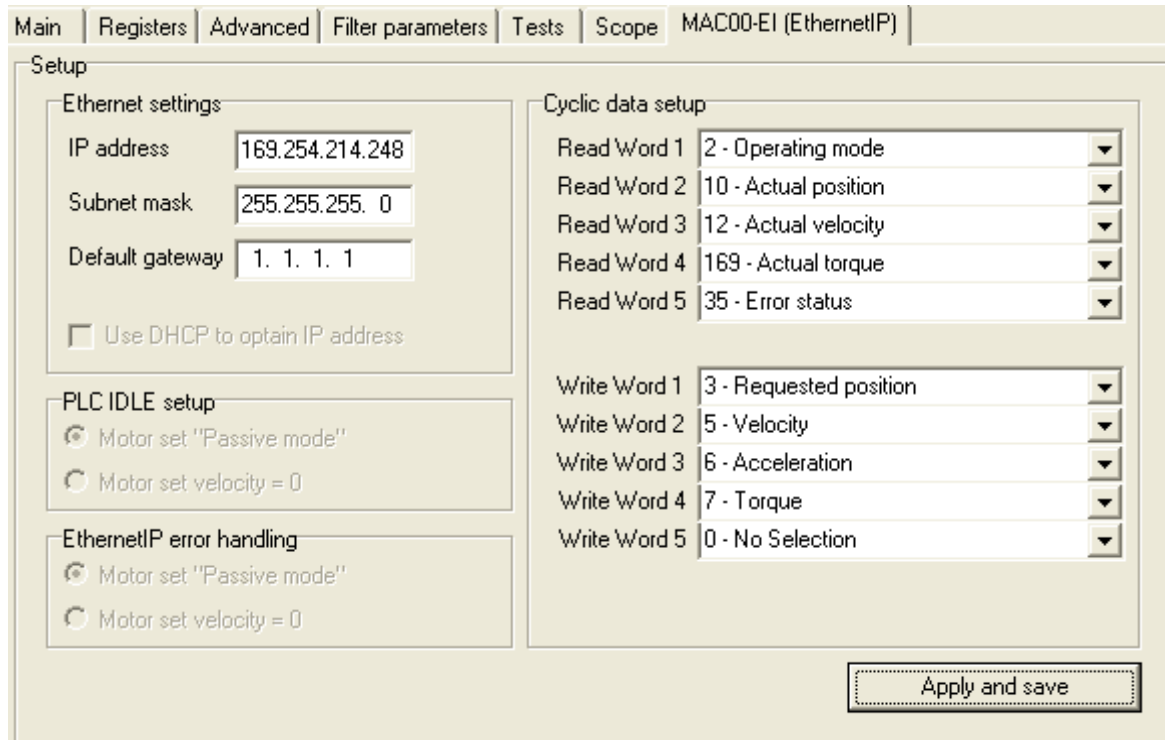 Main Registers Advanced Filter parameters Tests Scope MAC00-EI (EthernetIP)
Setup
Ethernet settings
IP address 169.254.214.248
Subnet mask 255.255.255. 0
Default gateway 1. 1. 1. 1
Use DHCP to optain IP address
PLC IDLE setup
Motor set "Passive mode"
Motor set velocity = 0
EthernetIP error handling
Motor set "Passive mode"
Motor set velocity = 0
Cyclic data setup
Read Word 1 2 - Operating mode
Read Word 2 10 - Actual position
Read Word 3 12 - Actual velocity
Read Word 4 169 - Actual torque
Read Word 5 35 - Error status
Write Word 1 3 - Requested position
Write Word 2 5 - Velocity
Write Word 3 6 - Acceleration
Write Word 4 7 - Torque
Write Word 5 0 - No Selection
Apply and save